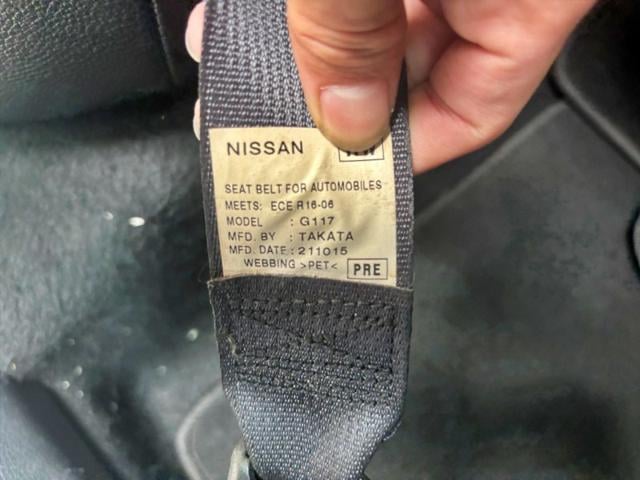 NISSAN
SEAT BELT FOR AUTOMOBILES
MEETS: ECE R16-06
MODEL : G117
MFD. BY : TAKATA
MFD. DATE : 211015
WEBBING >PET< PRE